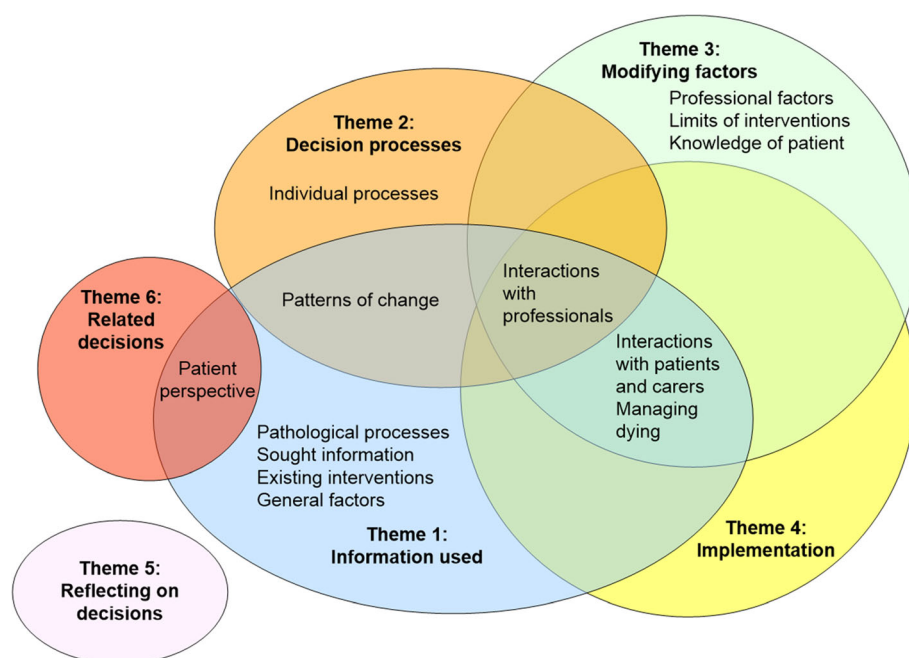 Theme 3:
Modifying factors
Professional factors
Limits of interventions
Knowledge of patient
Theme 2:
Decision processes
Individual processes
Interactions
with
professionals
Patterns of change
Theme 6:
Related
decisions
Patient
perspective
Interactions
with patients
and carers
Managing
dying
Pathological processes
Sought information
Existing interventions
General factors
Theme 1:
Information used
Theme 4:
Implementation
Theme 5:
Reflecting on
decisions